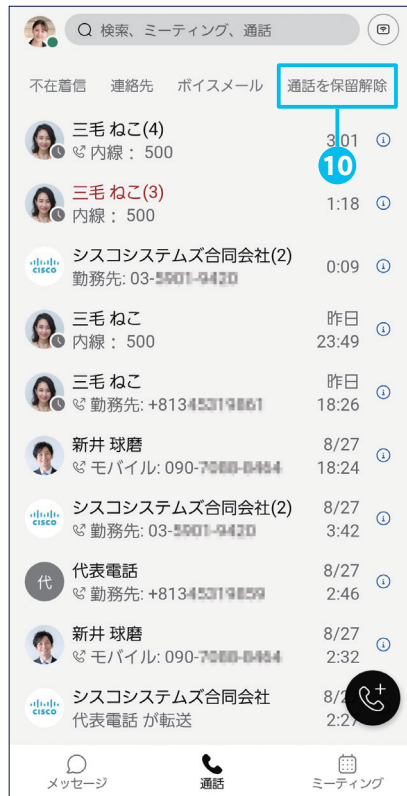 検索、ミーティング、通話
不在着信 連絡先 ボイスメール 通話を保留解除
10
三毛 ねこ(4)
内線： 500
3:01
三毛 ねこ(3)
内線： 500
1:18
CISCO
シスコシステムズ合同会社(2)
勤務先: 03-
0:09
三毛 ねこ
内線： 500
昨日
23:49
三毛 ねこ
勤務先: +813
昨日
18:26
新井 球磨
モバイル: 090-
8/27
18:24
CISCO
シスコシステムズ合同会社(2)
勤務先: 03-
8/27
3:42
代
代表電話
勤務先: +813
8/27
2:46
新井 球磨
モバイル: 090-
8/27
2:32
CISCO
シスコシステムズ合同会社
代表電話 が転送
8/2
2:27
メッセージ 通話 ミーティング